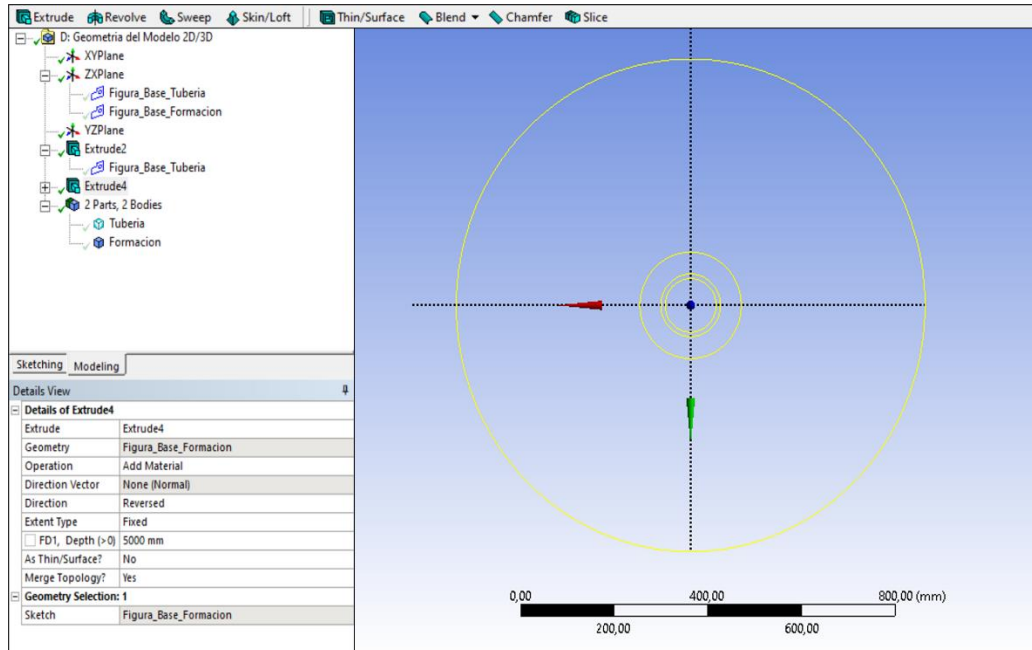 Extrude Revolve Sweep Skin/Loft Thin/Surface Blend Chamfer Slice
D: Geometria del Modelo 2D/3D
XYPlane
ZXPlane
Figura_Base_Tuberia
Figura_Base_Formacion
YZPlane
Extrude2
Figura_Base_Tuberia
Extrude4
2 Parts, 2 Bodies
Tuberia
Formacion
Sketching Modeling
Details View
Details of Extrude4
Extrude Extrude4
Geometry Figura_Base_Formacion
Operation Add Material
Direction Vector None (Normal)
Direction Reversed
Extent Type Fixed
FD1, Depth (>0) 5000 mm
As Thin/Surface? No
Merge Topology? Yes
Geometry Selection: 1
Sketch Figura_Base_Formacion
0,00 400,00 800,00 (mm)
200,00 600,00